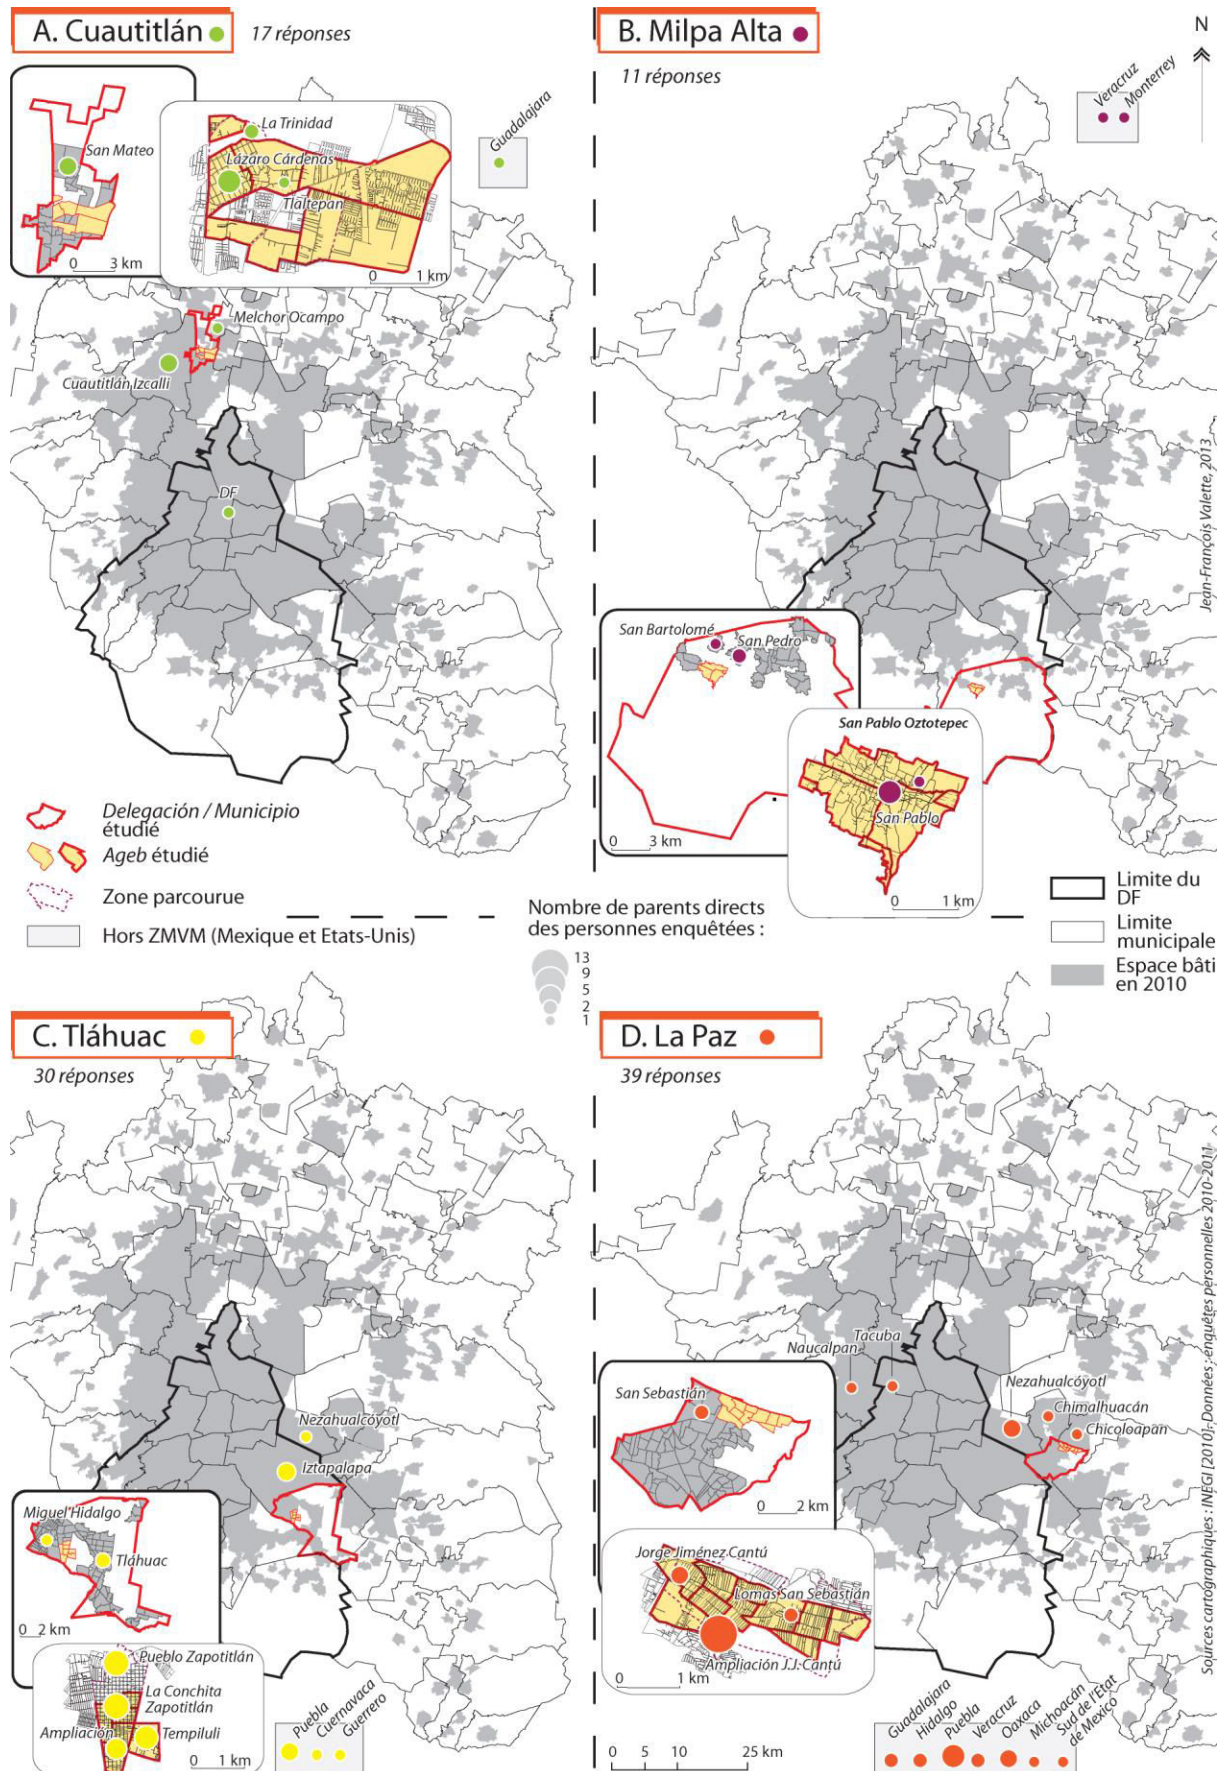 A. Cuautitlán
17 réponses
San Mateo
0 3 km
La Trinidad
Lázaro Cárdenas
Tlaltepan
0 1 km
Guadalajara
Melchor Ocampo
Cuautitlán Izcalli
DF
B. Milpa Alta
11 réponses
Veracruz
Monterrey
N
Jean-François Valette, 2013
San Bartolomé
San Pedro
0 3 km
San Pablo Oztotepec
San Pablo
0 1 km
Delegación / Municipio
étudié
Ageb étudié
Zone parcourue
Hors ZMVM (Mexique et Etats-Unis)
Nombre de parents directs
des personnes enquêtées :
13
9
5
2
1
Limite du
DF
Limite
municipale
Espace bâti
en 2010
C. Tláhuac
30 réponses
Nezahualcóyotl
Iztapalapa
Miguel Hidalgo
Tláhuac
0 2 km
Pueblo Zapotitlán
La Conchita
Zapotitlán
Ampliación
Tempiluli
0 1 km
Puebla
Cuernavaca
Guerrero
D. La Paz
39 réponses
Tacuba
Naucalpan
Nezahualcóyotl
Chimalhuacán
Chicoloapan
San Sebastián
0 2 km
Jorge Jiménez Cantú
Lomas San Sebastián
Ampliación J.J. Cantú
0 1 km
Guadalajara
Hidalgo
Puebla
Veracruz
Oaxaca
Michoacán
Sud de l'Etat
de Mexico
0 5 10 25 km
Sources cartographiques : INEGI [2010]; Données : enquêtes personnelles 2010-2011